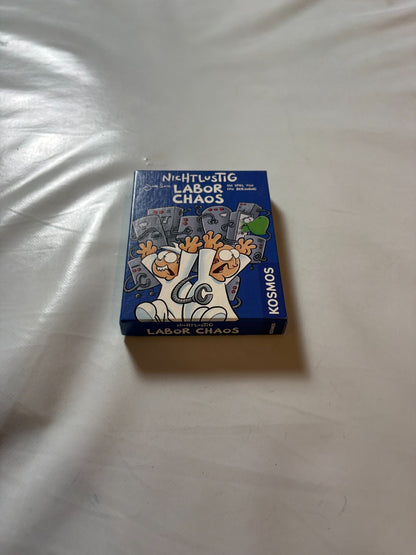 NICHTLUSTIG
LABOR
CHAOS
KOSMOS
NICHTLUSTIG
LABOR CHAOS